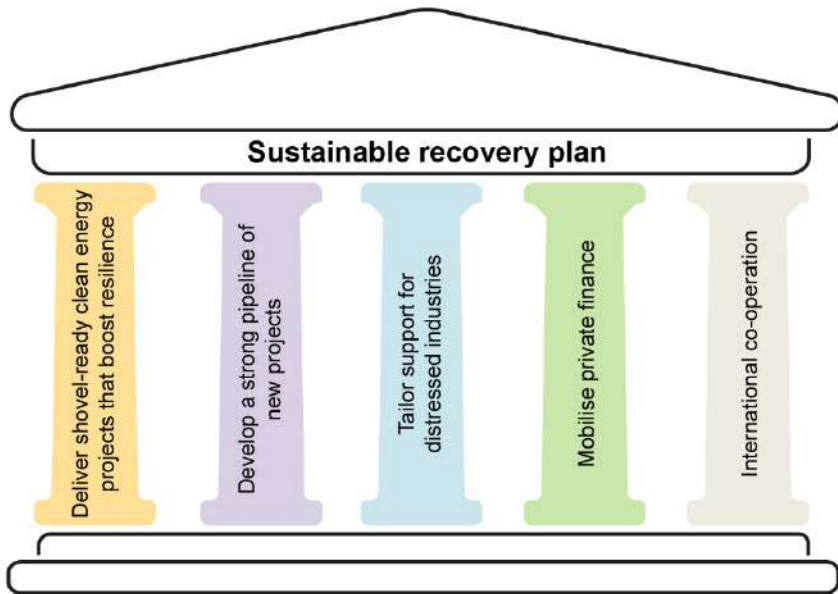 Sustainable recovery plan
Deliver shovel-ready clean energy
projects that boost resilience
Develop a strong pipeline of
new projects
Tailor support for
distressed industries
Mobilise private finance
International co-operation